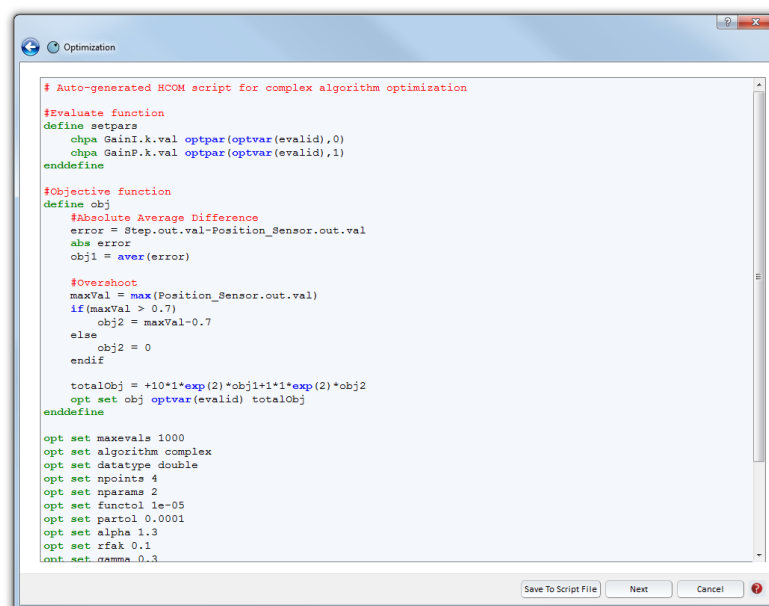 Optimization
# Auto-generated HCOM script for complex algorithm optimization
#Evaluate function
define setpars
chpa GainI.k.val optpar(optvar(evalid),0)
chpa GainP.k.val optpar(optvar(evalid),1)
enddefine
#Objective function
define obj
#Absolute Average Difference
error = Step.out.val-Position_Sensor.out.val
abs error
obj1 = aver(error)
#Overshoot
maxVal = max(Position_Sensor.out.val)
if(maxVal > 0.7)
obj2 = maxVal-0.7
else
obj2 = 0
endif
totalObj = +10*1*exp(2)*obj1+1*1*exp(2)*obj2
opt set obj optvar(evalid) totalObj
enddefine
opt set maxevals 1000
opt set algorithm complex
opt set datatype double
opt set npoints 4
opt set nparams 2
opt set functol 1e-05
opt set partol 0.0001
opt set alpha 1.3
opt set rfak 0.1
opt set gamma 0.3
Save To Script File Next Cancel